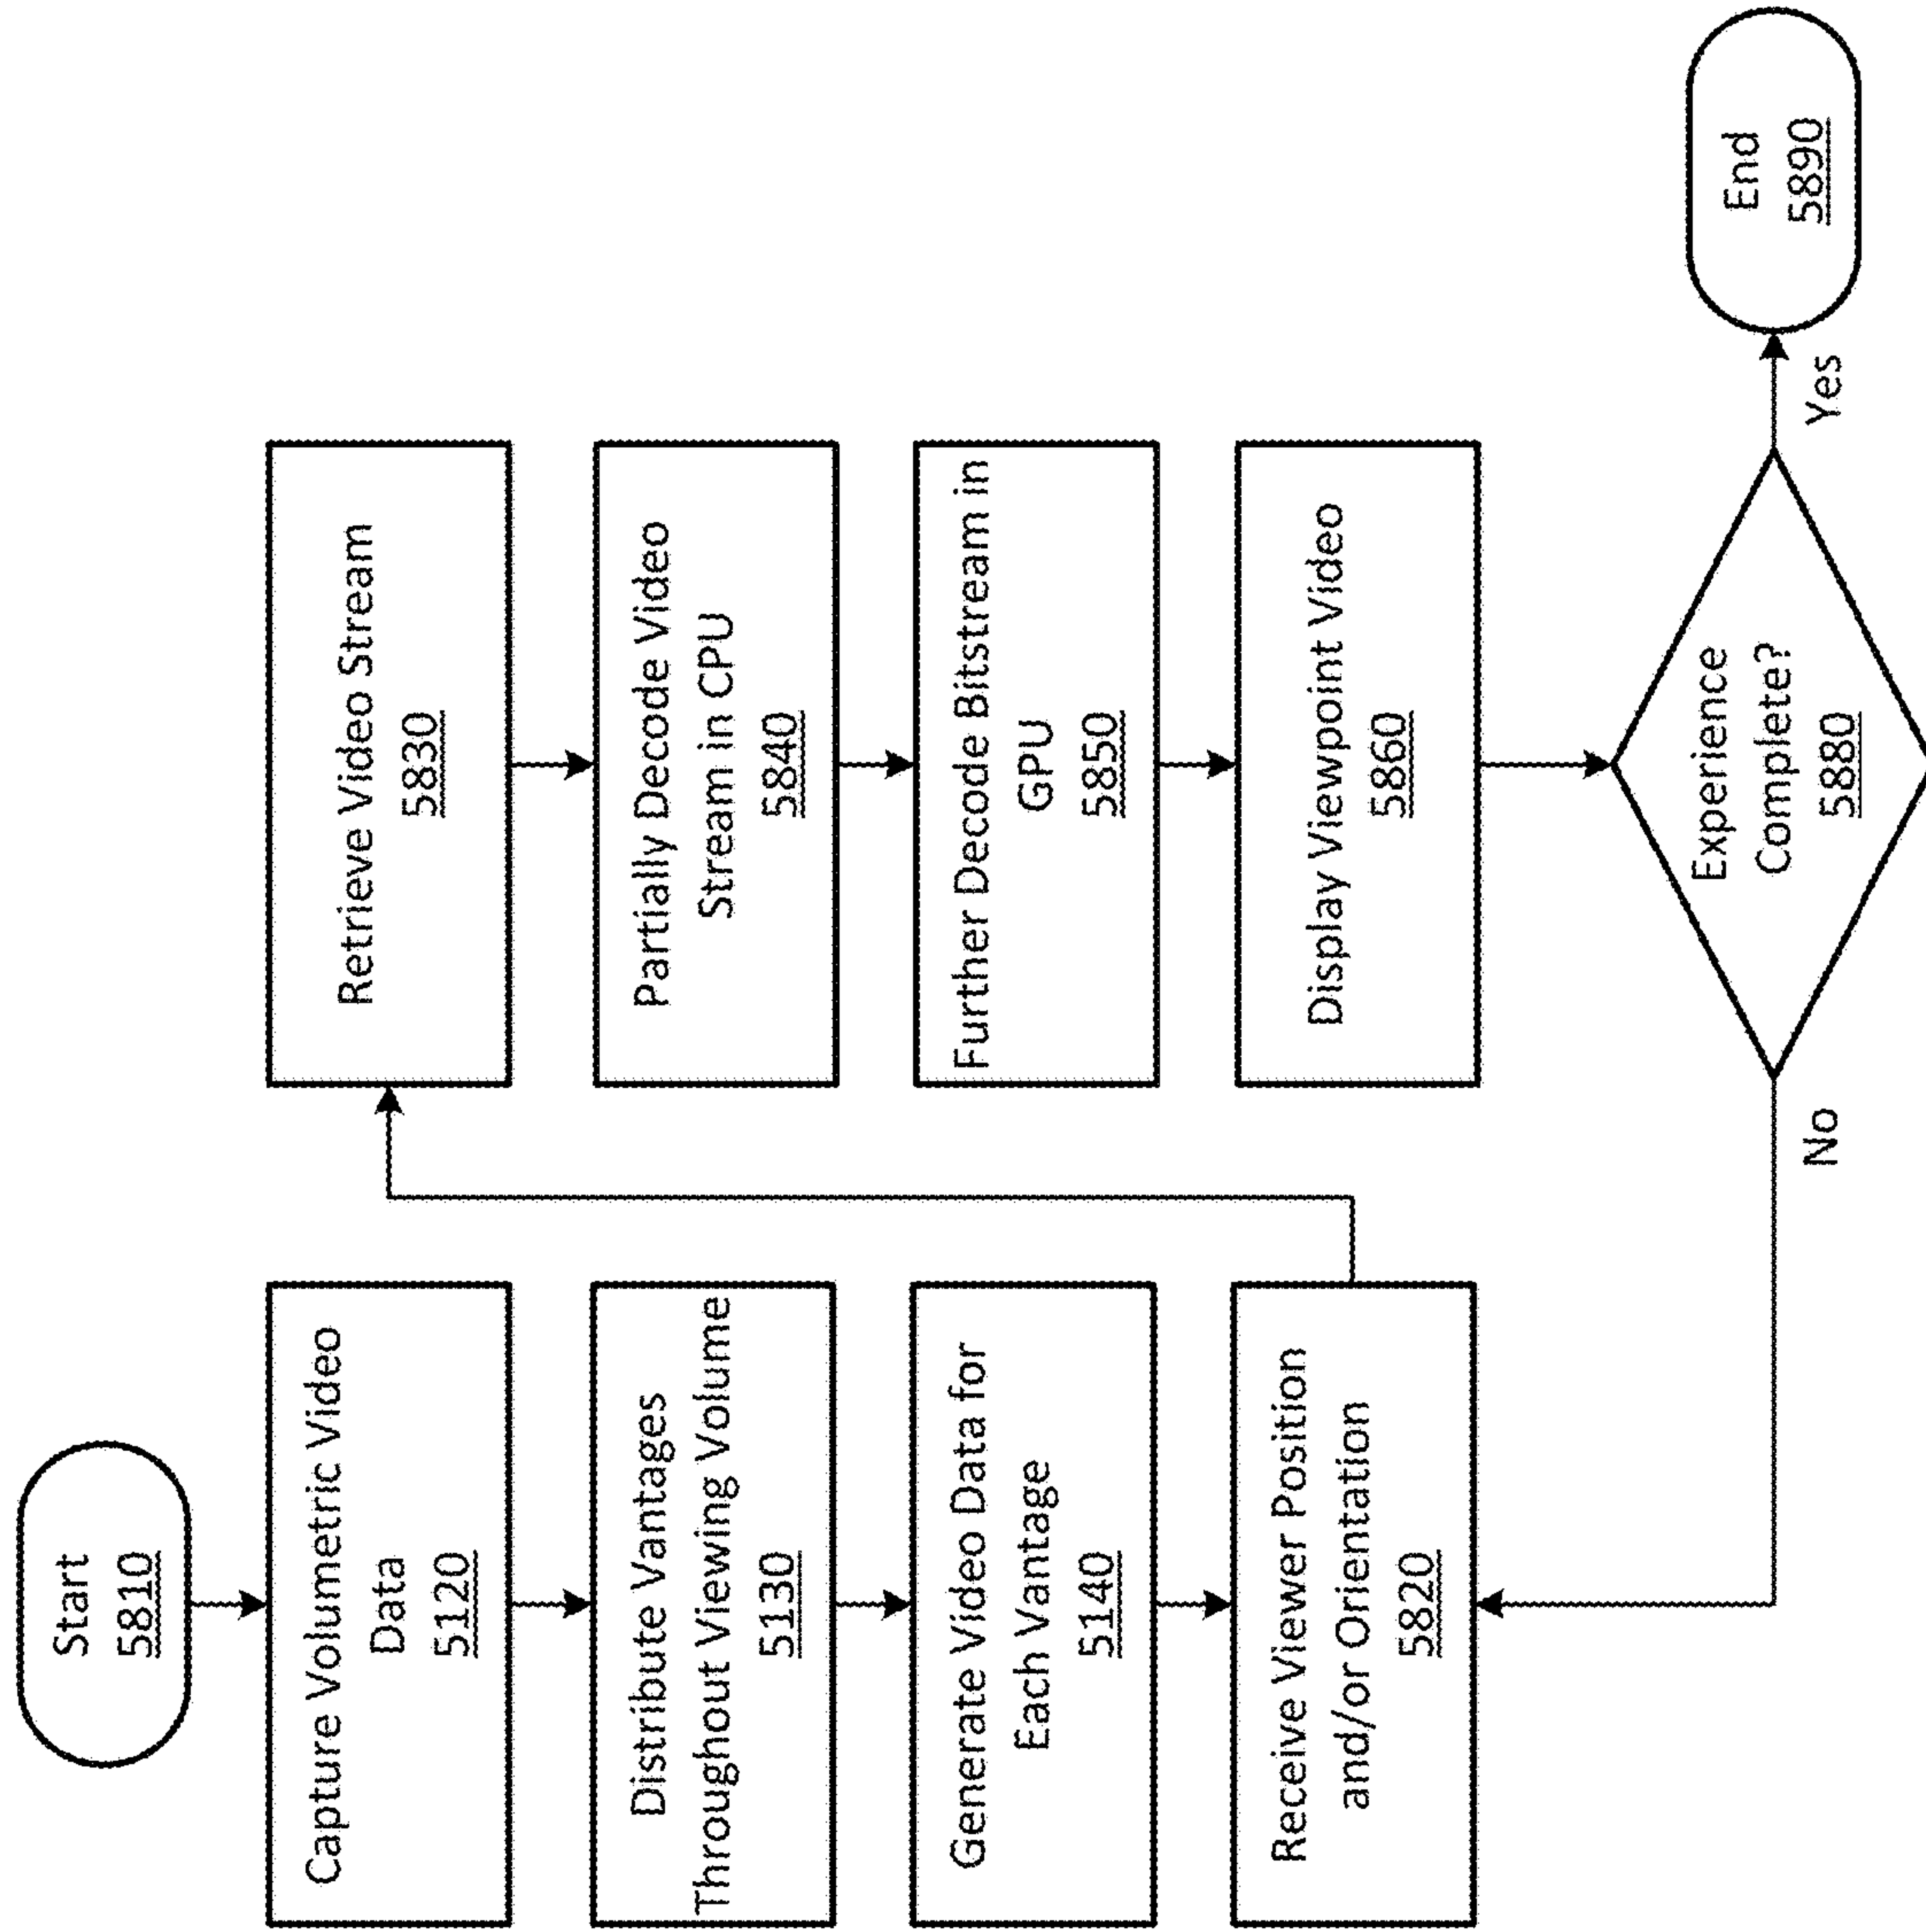 Start
5810
Capture Volumetric Video
Data
5120
Distribute Vantages
Throughout Viewing Volume
5130
Generate Video Data for
Each Vantage
5140
Receive Viewer Position
and/or Orientation
5820
Retrieve Video Stream
5830
Partially Decode Video
Stream in CPU
5840
Further Decode Bitstream in
GPU
5850
Display Viewpoint Video
5860
Experience
Complete?
5880
No
Yes
End
5890